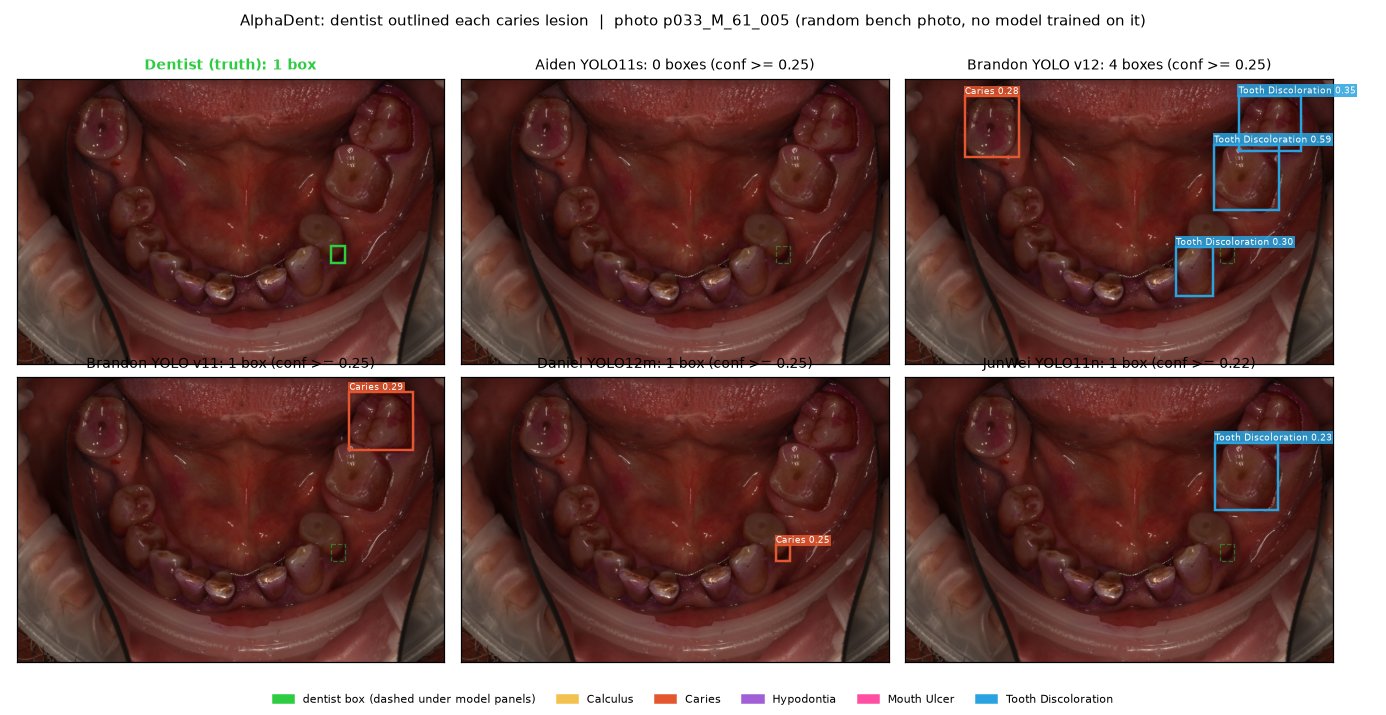 AlphaDent: dentist outlined each caries lesion | photo p033_M_61_005 (random bench photo, no model trained on it)
Dentist (truth): 1 box
Aiden YOLO11s: 0 boxes (conf >= 0.25)
Brandon YOLO v12: 4 boxes (conf >= 0.25)
Caries 0.28
Tooth Discoloration 0.35
Tooth Discoloration 0.59
Tooth Discoloration 0.30
Brandon YOLO v11: 1 box (conf >= 0.25)
Daniel YOLO12m: 1 box (conf >= 0.25)
JunWei YOLO11n: 1 box (conf >= 0.22)
Caries 0.29
Caries 0.25
Tooth Discoloration 0.23
dentist box (dashed under model panels)
Calculus
Caries
Hypodontia
Mouth Ulcer
Tooth Discoloration